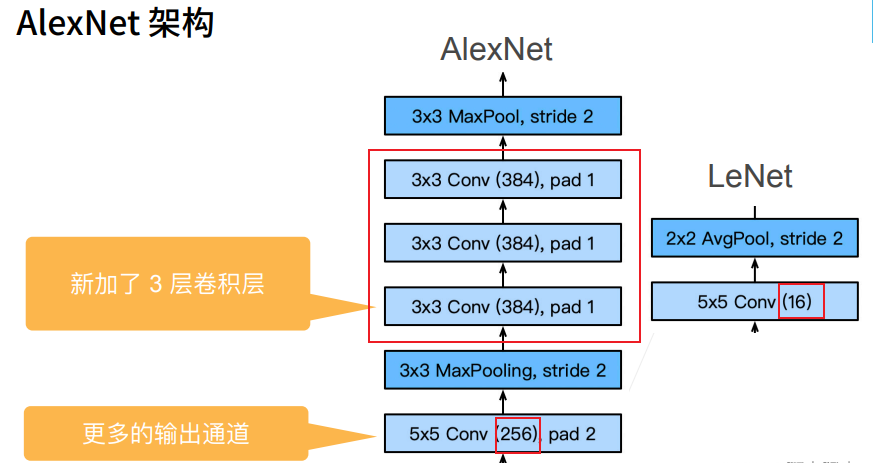 AlexNet 架构
AlexNet
3x3 MaxPool, stride 2
3x3 Conv (384), pad 1
3x3 Conv (384), pad 1
3x3 Conv (384), pad 1
3x3 MaxPooling, stride 2
5x5 Conv (256), pad 2
新加了 3 层卷积层
更多的输出通道
LeNet
2x2 AvgPool, stride 2
5x5 Conv (16)